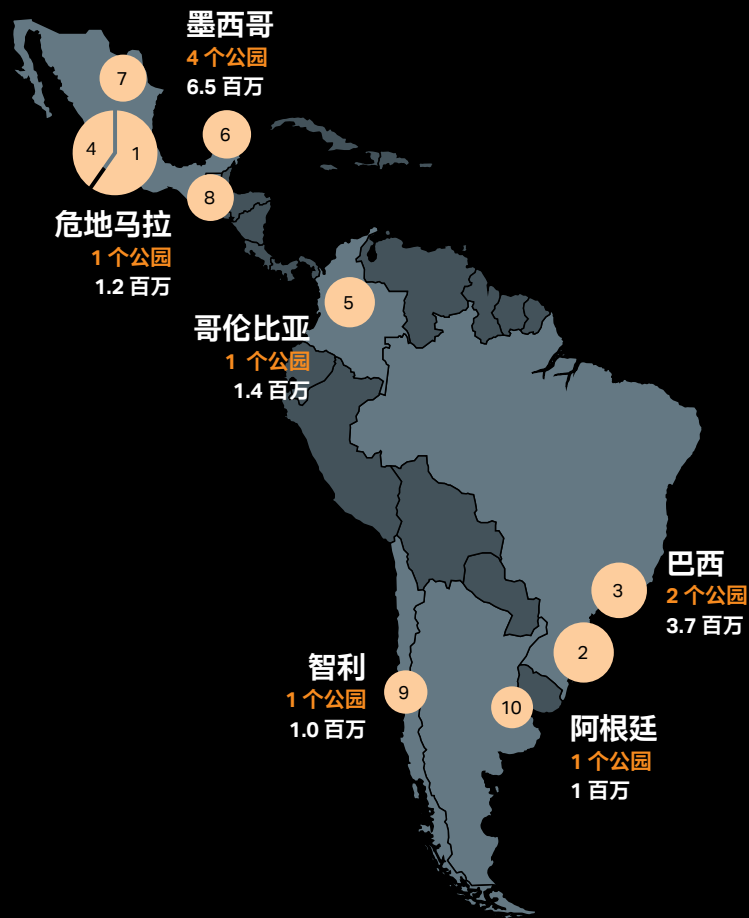 墨西哥
4 个公园
6.5 百万
7
6
4
1
8
危地马拉
1 个公园
1.2 百万
5
哥伦比亚
1 个公园
1.4 百万
巴西
2 个公园
3.7 百万
3
2
智利
1 个公园
1.0 百万
9
10
阿根廷
1 个公园
1 百万